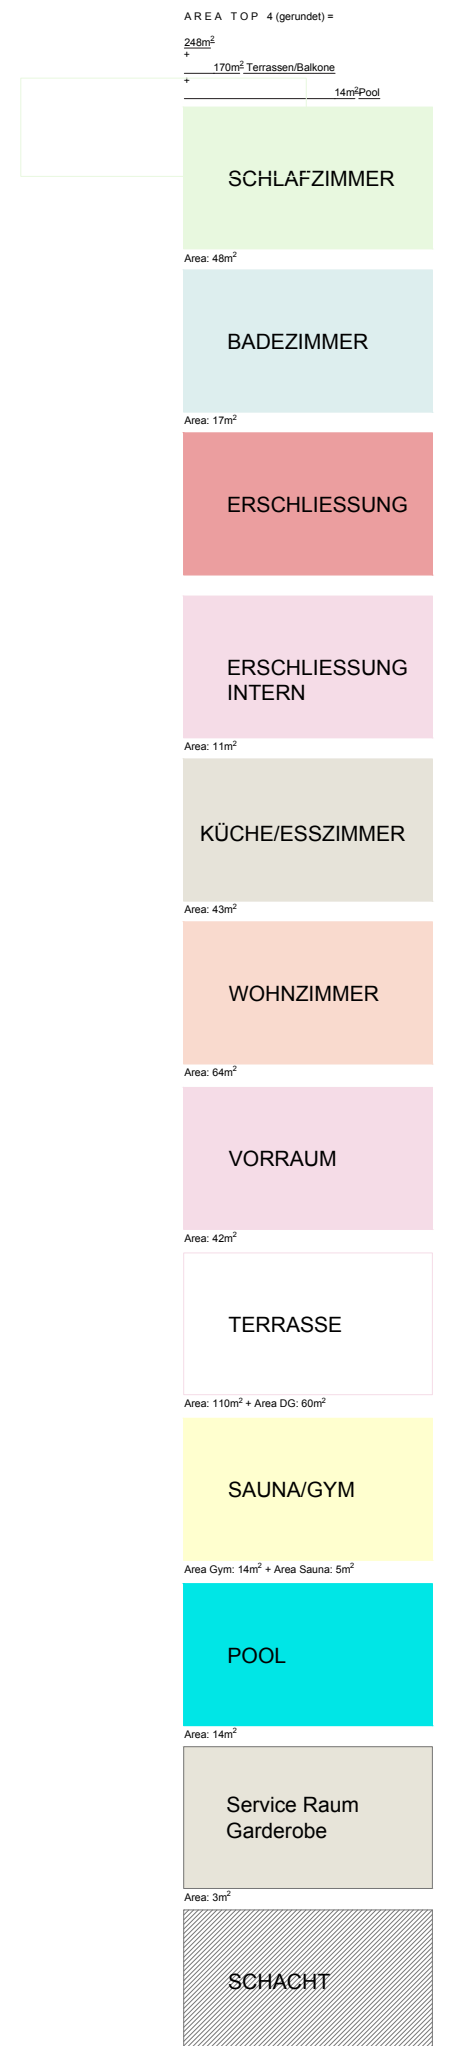 AREA TOP 4 (gerundet) =
248m²
+
170m² Terrassen/Balkone
+
14m² Pool
SCHLAFZIMMER
Area: 48m²
BADEZIMMER
Area: 17m²
ERSCHLIESSUNG
ERSCHLIESSUNG
INTERN
Area: 11m²
KÜCHE/ESSZIMMER
Area: 43m²
WOHNZIMMER
Area: 64m²
VORRAUM
Area: 42m²
TERRASSE
Area: 110m² + Area DG: 60m²
SAUNA/GYM
Area Gym: 14m² + Area Sauna: 5m²
POOL
Area: 14m²
Service Raum
Garderobe
Area: 3m²
SCHACHT